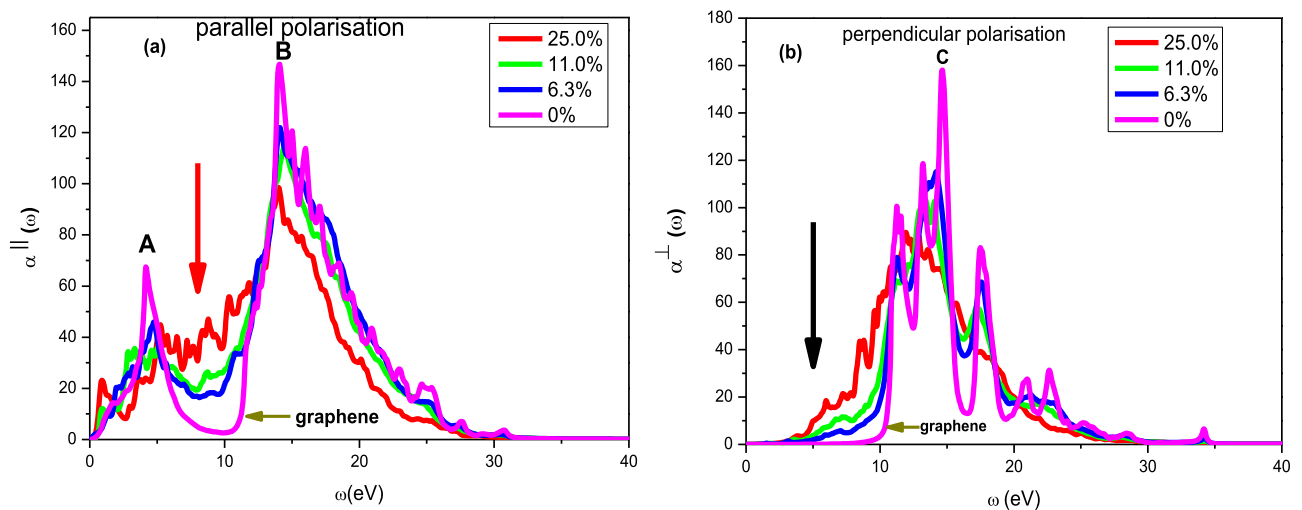 parallel polarisation
(a)
B
A
25.0%
11.0%
6.3%
0%
graphene
160
140
120
100
80
60
40
20
0
0
10
20
30
40
α || (ω)
ω(eV)
perpendicular polarisation
(b)
C
25.0%
11.0%
6.3%
0%
graphene
180
160
140
120
100
80
60
40
20
0
0
10
20
30
40
α ⊥ (ω)
ω (eV)